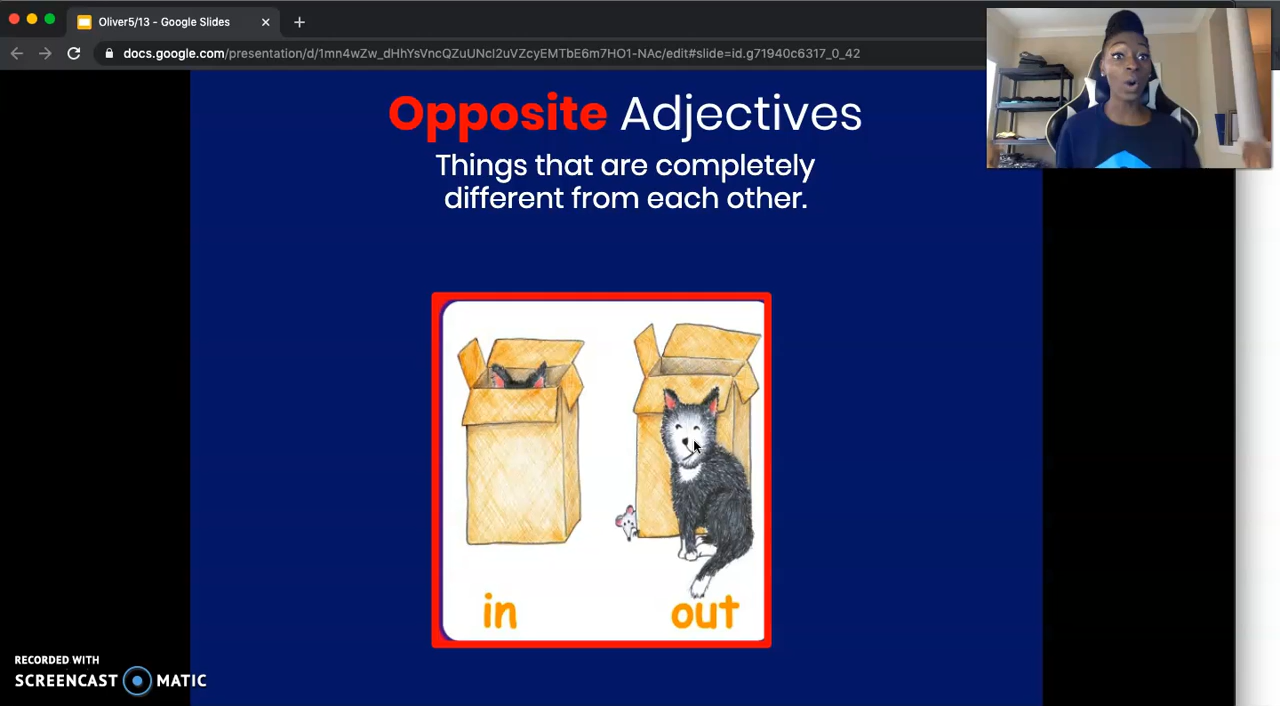 Oliver5/13 - Google Slides
docs.google.com/presentation/d/1mn4wZw_dHhYsVncQZuUNcI2uVZcyEMTbE6m7HO1-NAc/edit#slide=id.g71940c6317_0_42
Opposite Adjectives
Things that are completely
different from each other.
in out
RECORDED WITH
SCREENCAST MATIC